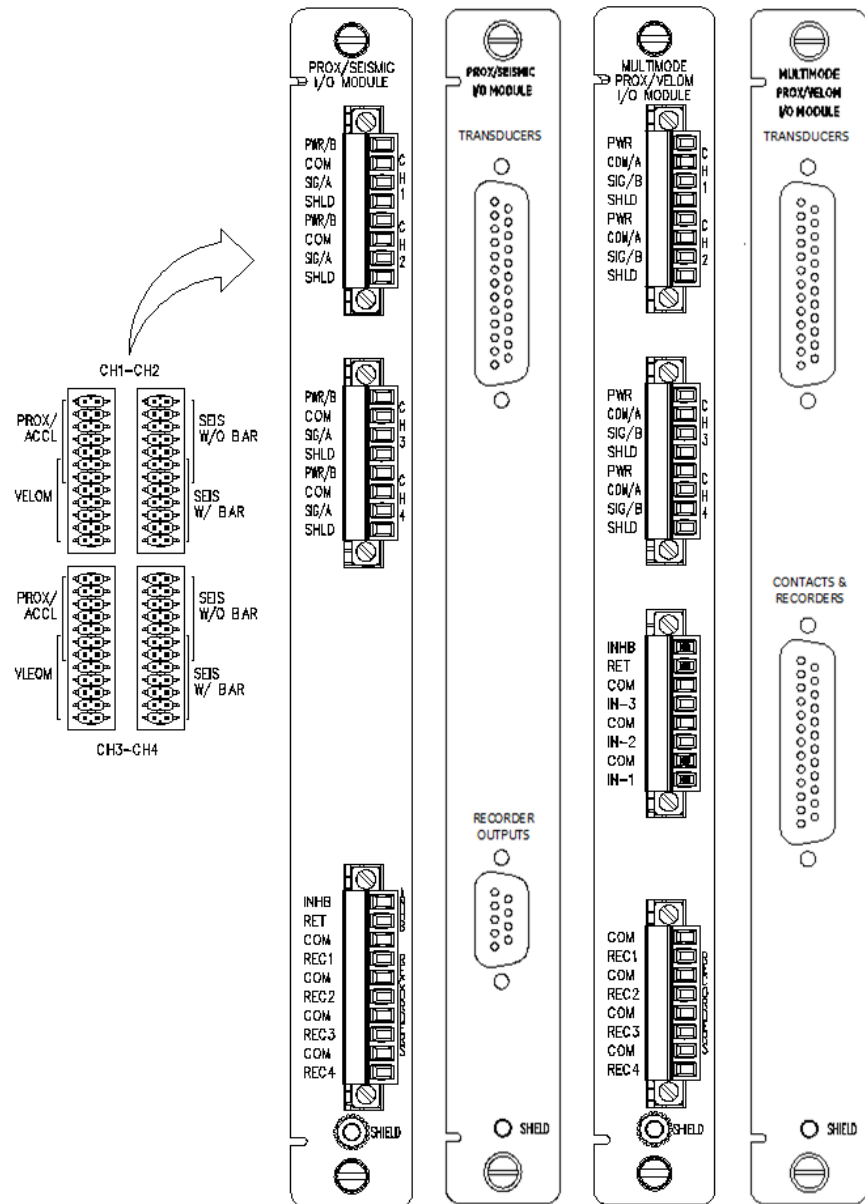 PROX/SEISMIC
I/O MODULE
PWR/B
COM
SIG/A
SHLD
PWR/B
COM
SIG/A
SHLD
CH1
CH2
PWR/B
COM
SIG/A
SHLD
PWR/B
COM
SIG/A
SHLD
CH3
CH4
INHB
RET
COM
REC1
COM
REC2
COM
REC3
COM
REC4
SHIELD
CH1-CH2
PROX/
ACCL
SEIS
W/O BAR
VELOM
SEIS
W/ BAR
PROX/
ACCL
SEIS
W/O BAR
VLEOM
SEIS
W/ BAR
CH3-CH4
PROX/SEISMIC
I/O MODULE
TRANSDUCERS
RECORDER
OUTPUTS
SHIELD
MULTIMODE
PROX/VELOM
I/O MODULE
PWR
COM/A
SIG/B
SHLD
PWR
COM/A
SIG/B
SHLD
CH1
CH2
PWR
COM/A
SIG/B
SHLD
PWR
COM/A
SIG/B
SHLD
CH3
CH4
INHB
RET
COM
IN-3
COM
IN-2
COM
IN-1
COM
REC1
COM
REC2
COM
REC3
COM
REC4
SHIELD
MULTIMODE
PROX/VELOM
I/O MODULE
TRANSDUCERS
CONTACTS &
RECORDERS
SHIELD